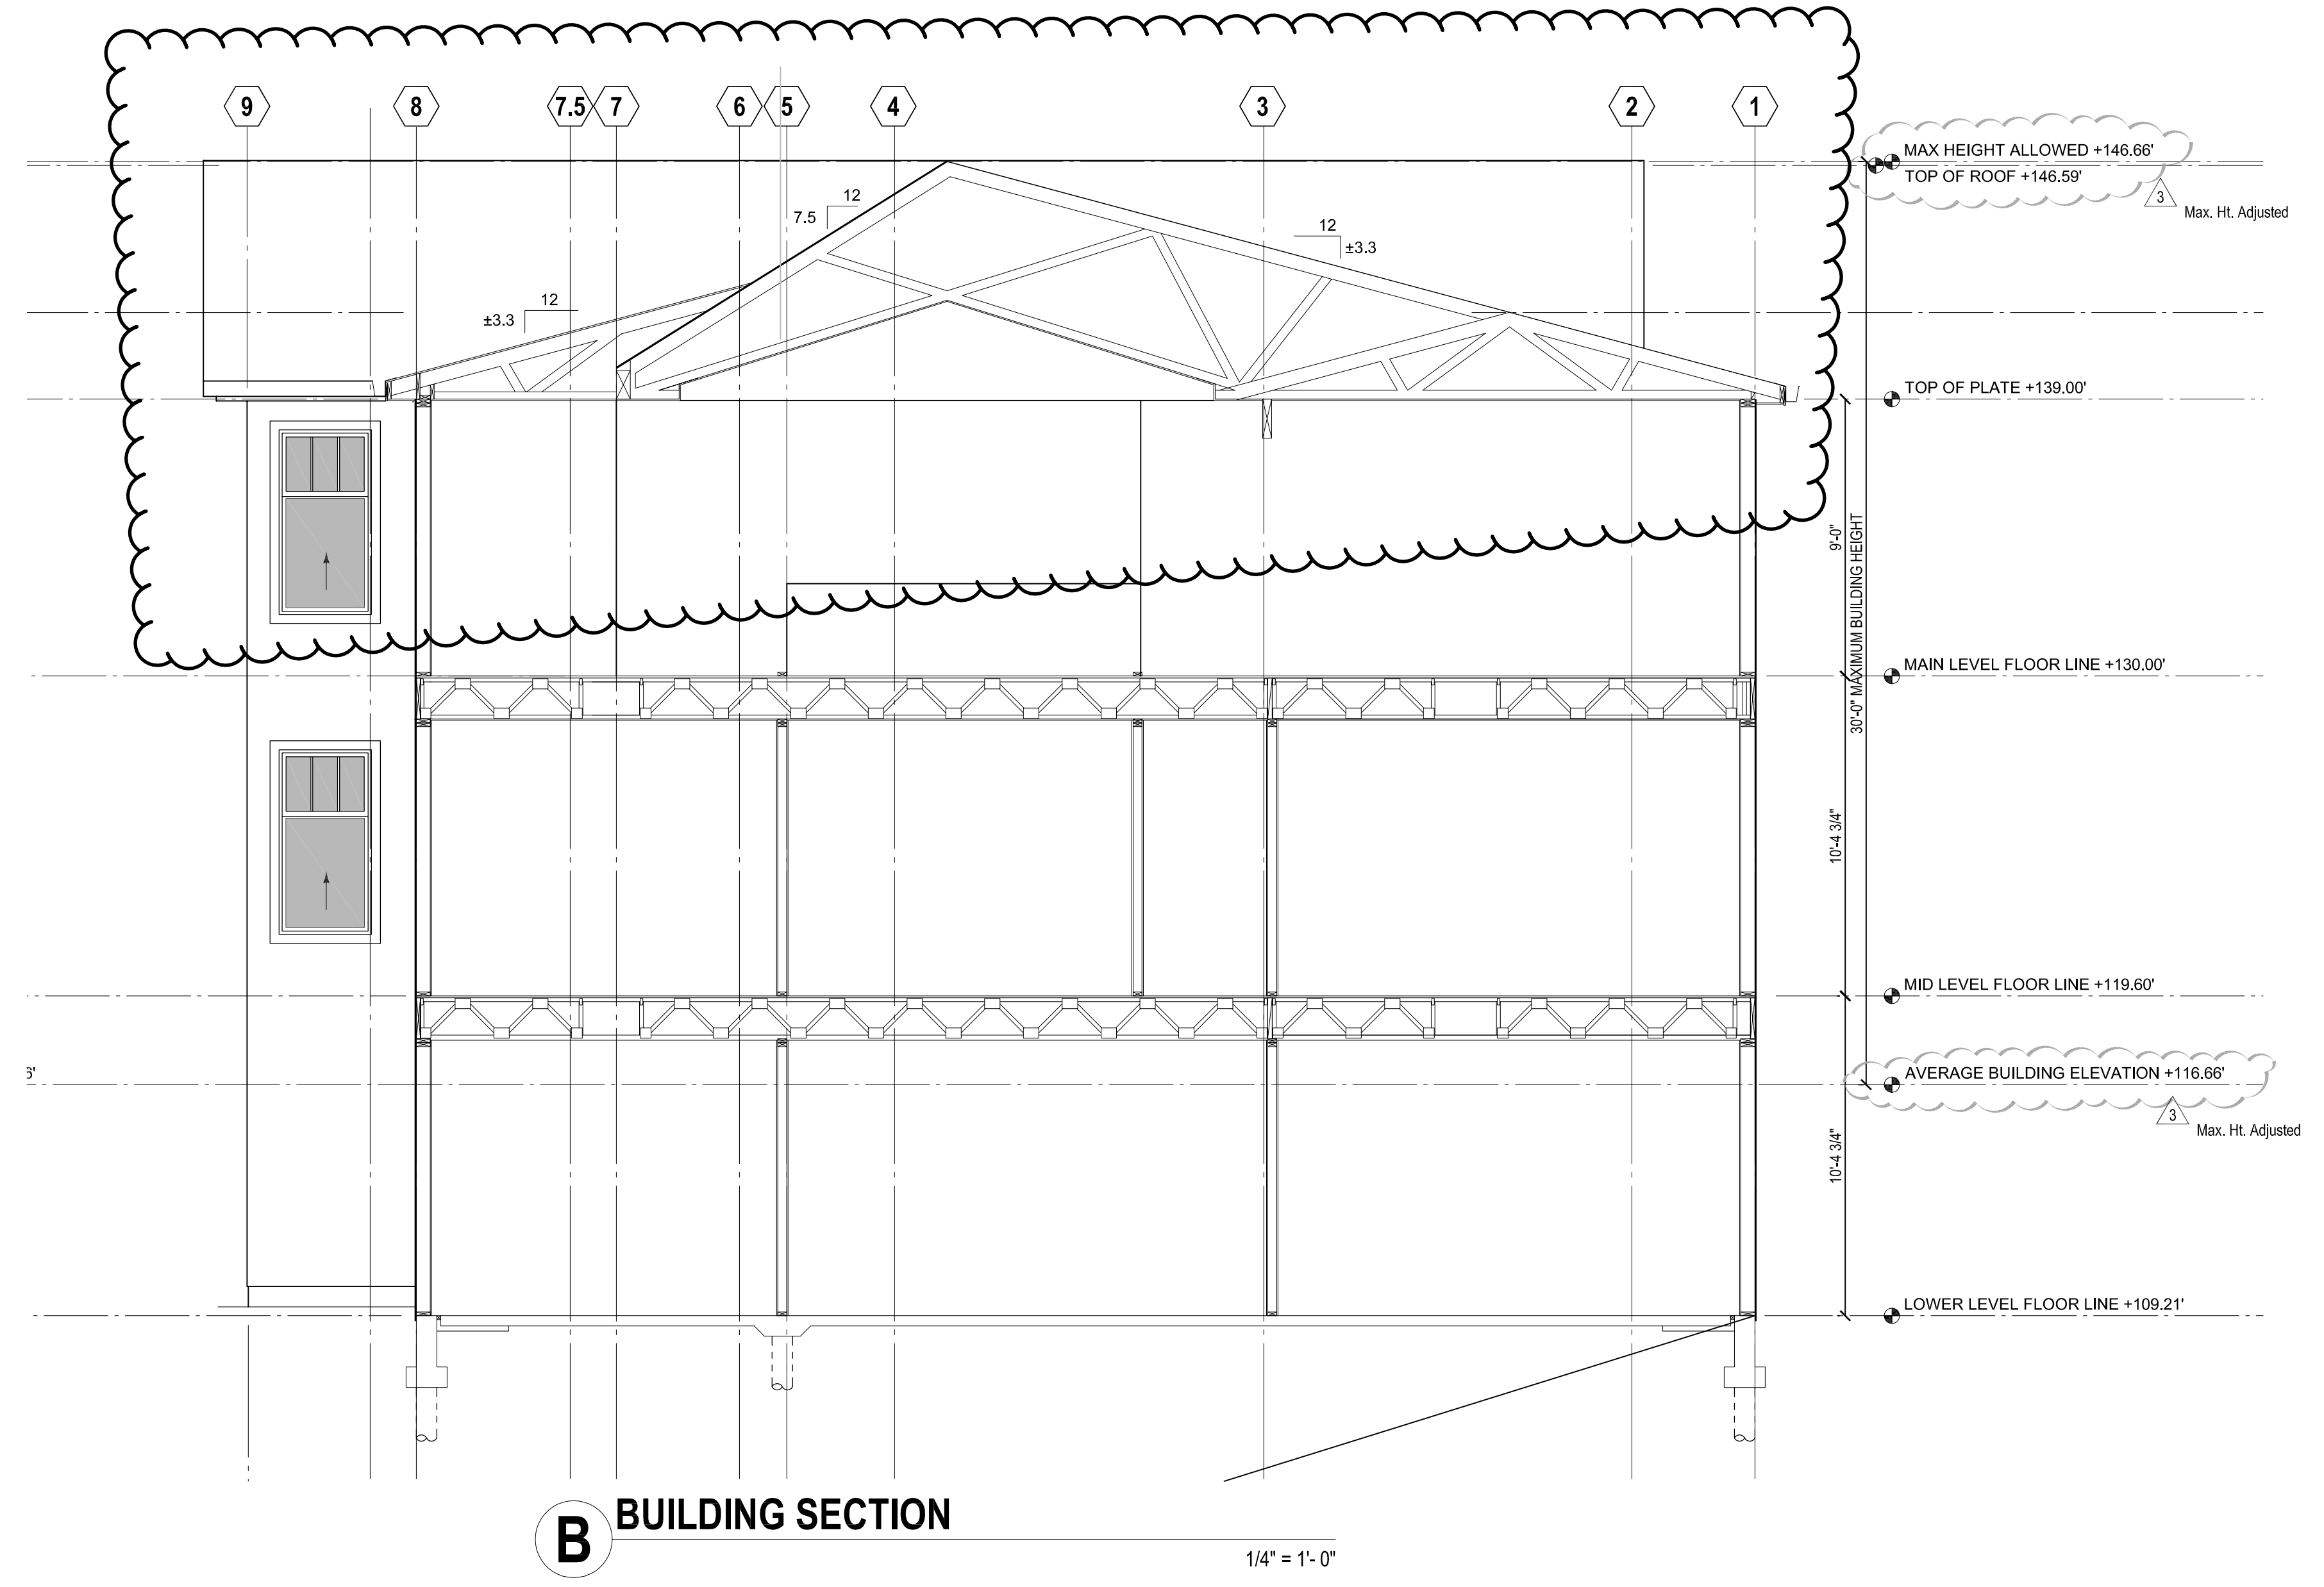 9 8 7.5 7 6 5 4 3 2 1
MAX HEIGHT ALLOWED +146.66'
TOP OF ROOF +146.59'
3
Max. Ht. Adjusted
12
7.5
12
±3.3
12
±3.3
TOP OF PLATE +139.00'
9'-0"
30'-0" MAXIMUM BUILDING HEIGHT
MAIN LEVEL FLOOR LINE +130.00'
10'-4 3/4"
MID LEVEL FLOOR LINE +119.60'
6'
AVERAGE BUILDING ELEVATION +116.66'
3
Max. Ht. Adjusted
10'-4 3/4"
LOWER LEVEL FLOOR LINE +109.21'
B BUILDING SECTION
1/4" = 1'- 0"